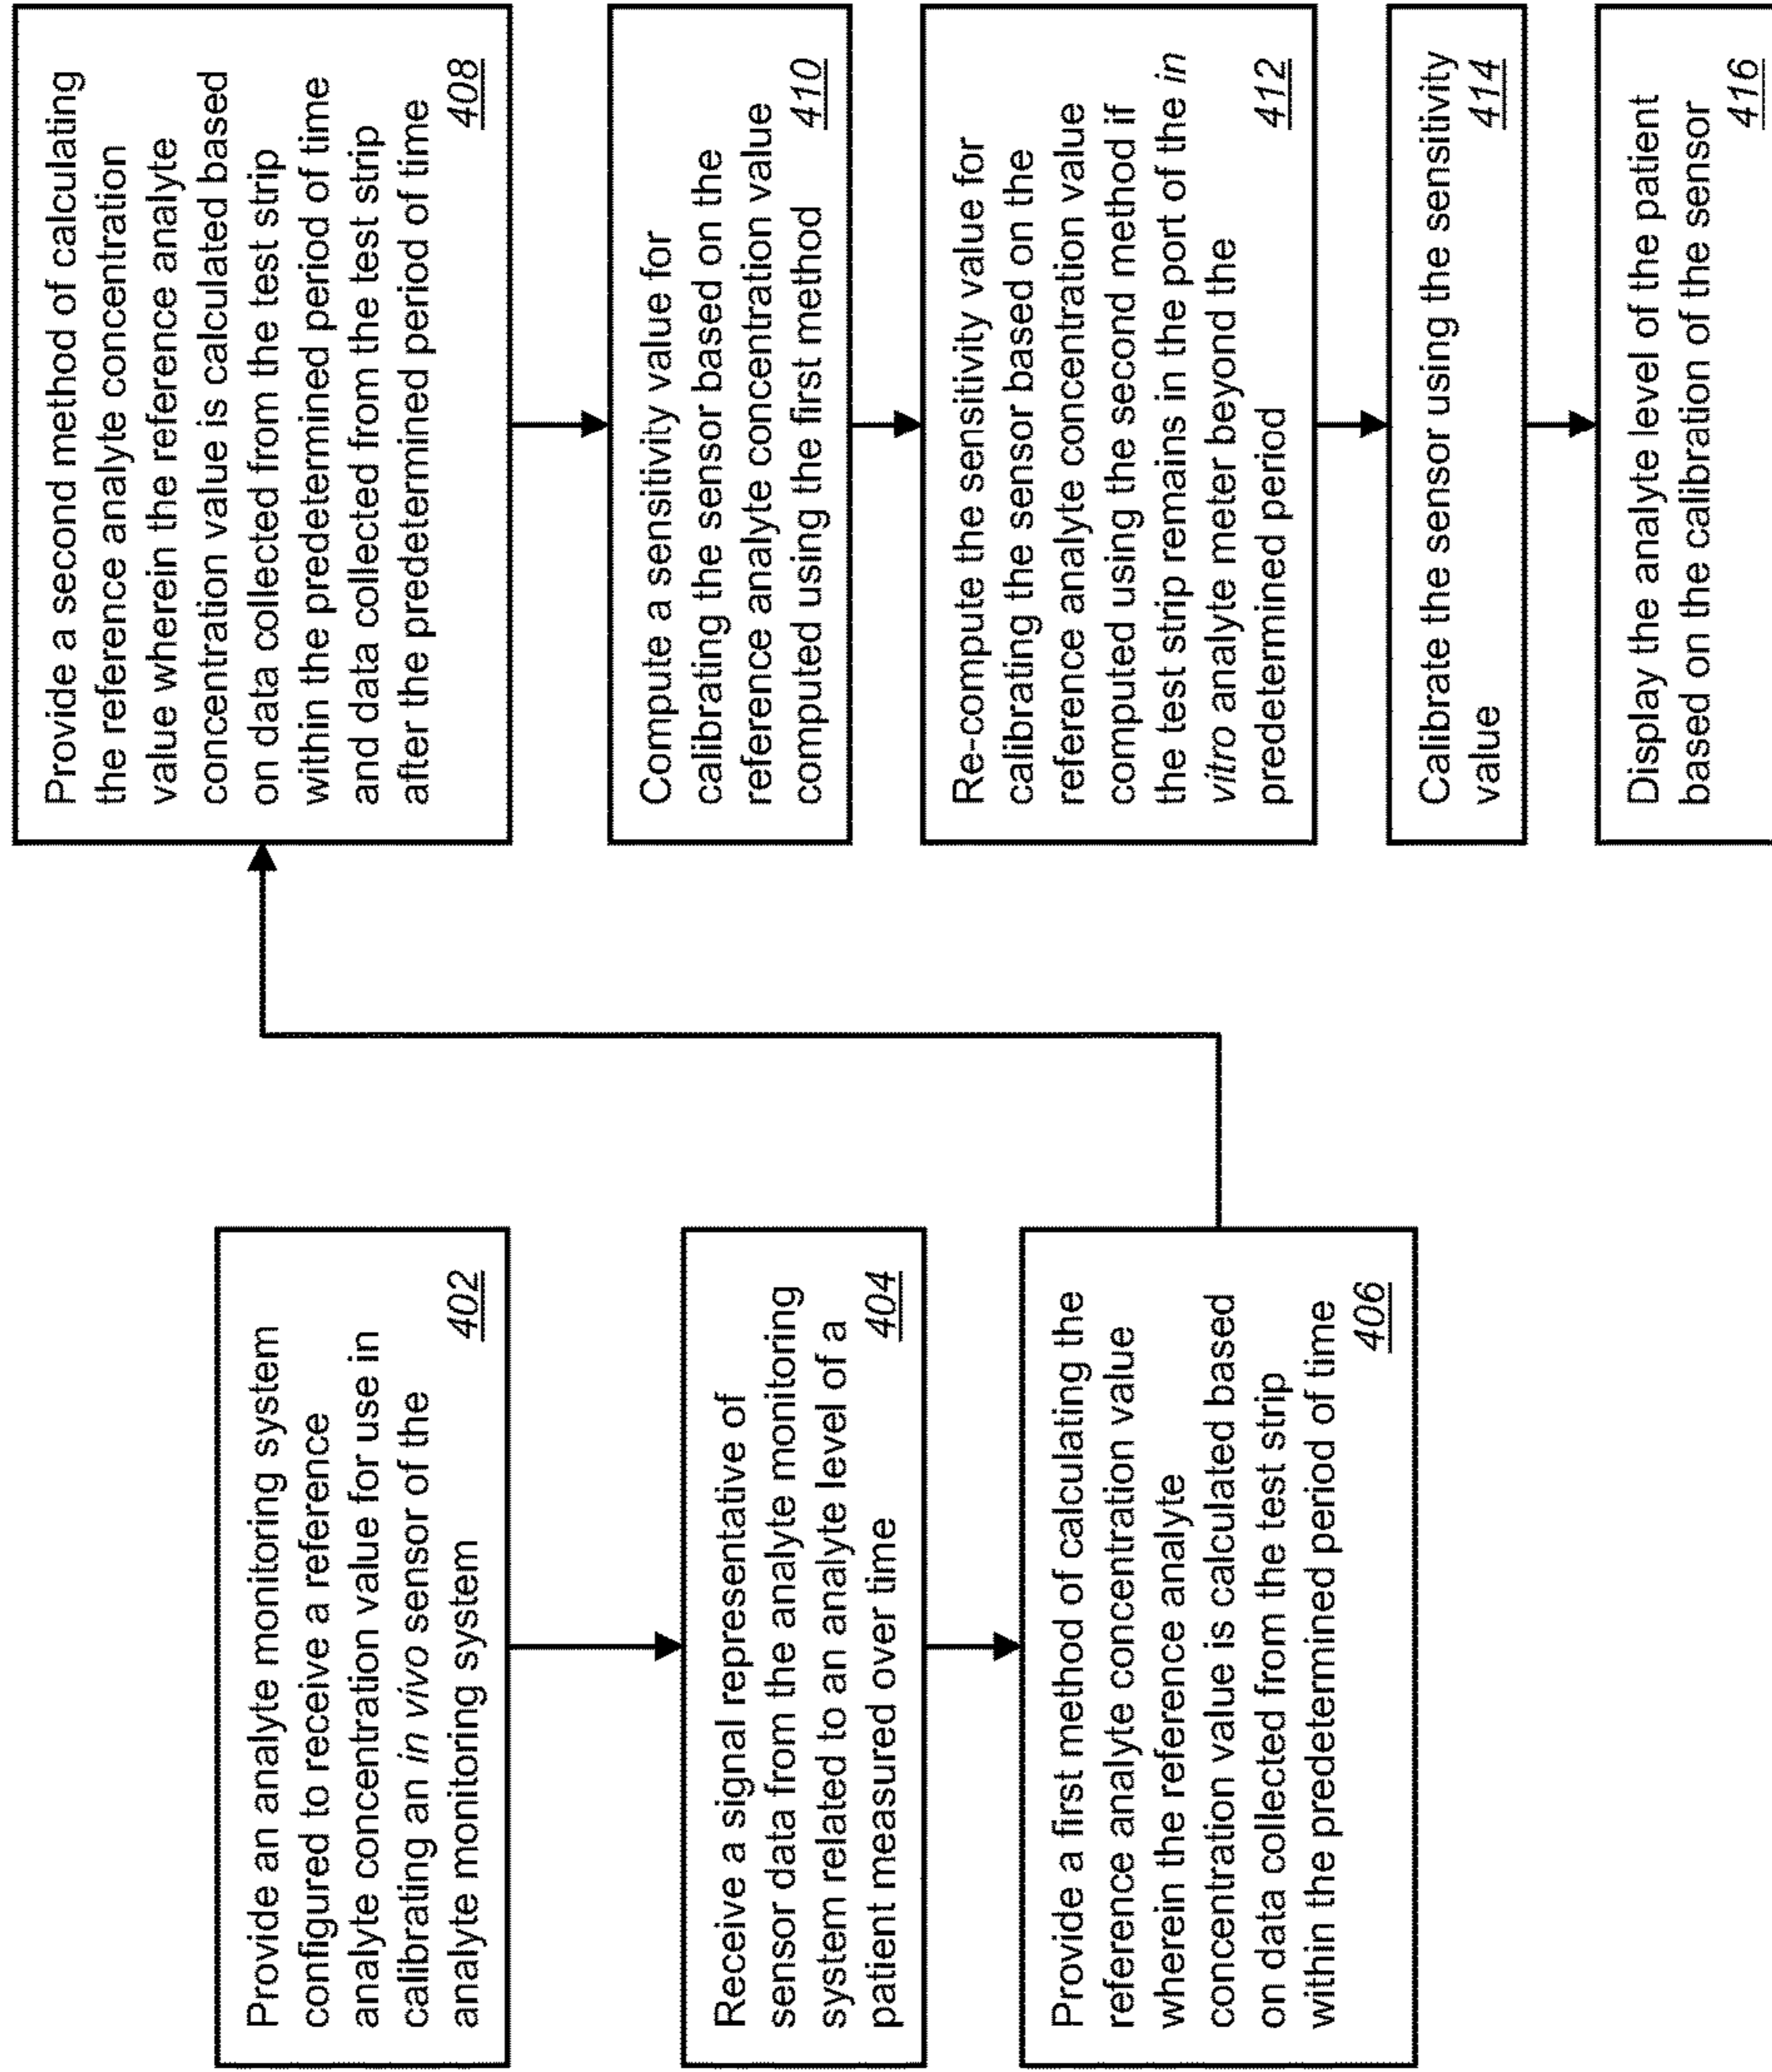 Provide an analyte monitoring system
configured to receive a reference
analyte concentration value for use in
calibrating an in vivo sensor of the
analyte monitoring system
402
Receive a signal representative of
sensor data from the analyte monitoring
system related to an analyte level of a
patient measured over time
404
Provide a first method of calculating the
reference analyte concentration value
wherein the reference analyte
concentration value is calculated based
on data collected from the test strip
within the predetermined period of time
406
Provide a second method of calculating
the reference analyte concentration
value wherein the reference analyte
concentration value is calculated based
on data collected from the test strip
within the predetermined period of time
and data collected from the test strip
after the predetermined period of time
408
Compute a sensitivity value for
calibrating the sensor based on the
reference analyte concentration value
computed using the first method
410
Re-compute the sensitivity value for
calibrating the sensor based on the
reference analyte concentration value
computed using the second method if
the test strip remains in the port of the in
vitro analyte meter beyond the
predetermined period
412
Calibrate the sensor using the sensitivity
value
414
Display the analyte level of the patient
based on the calibration of the sensor
416